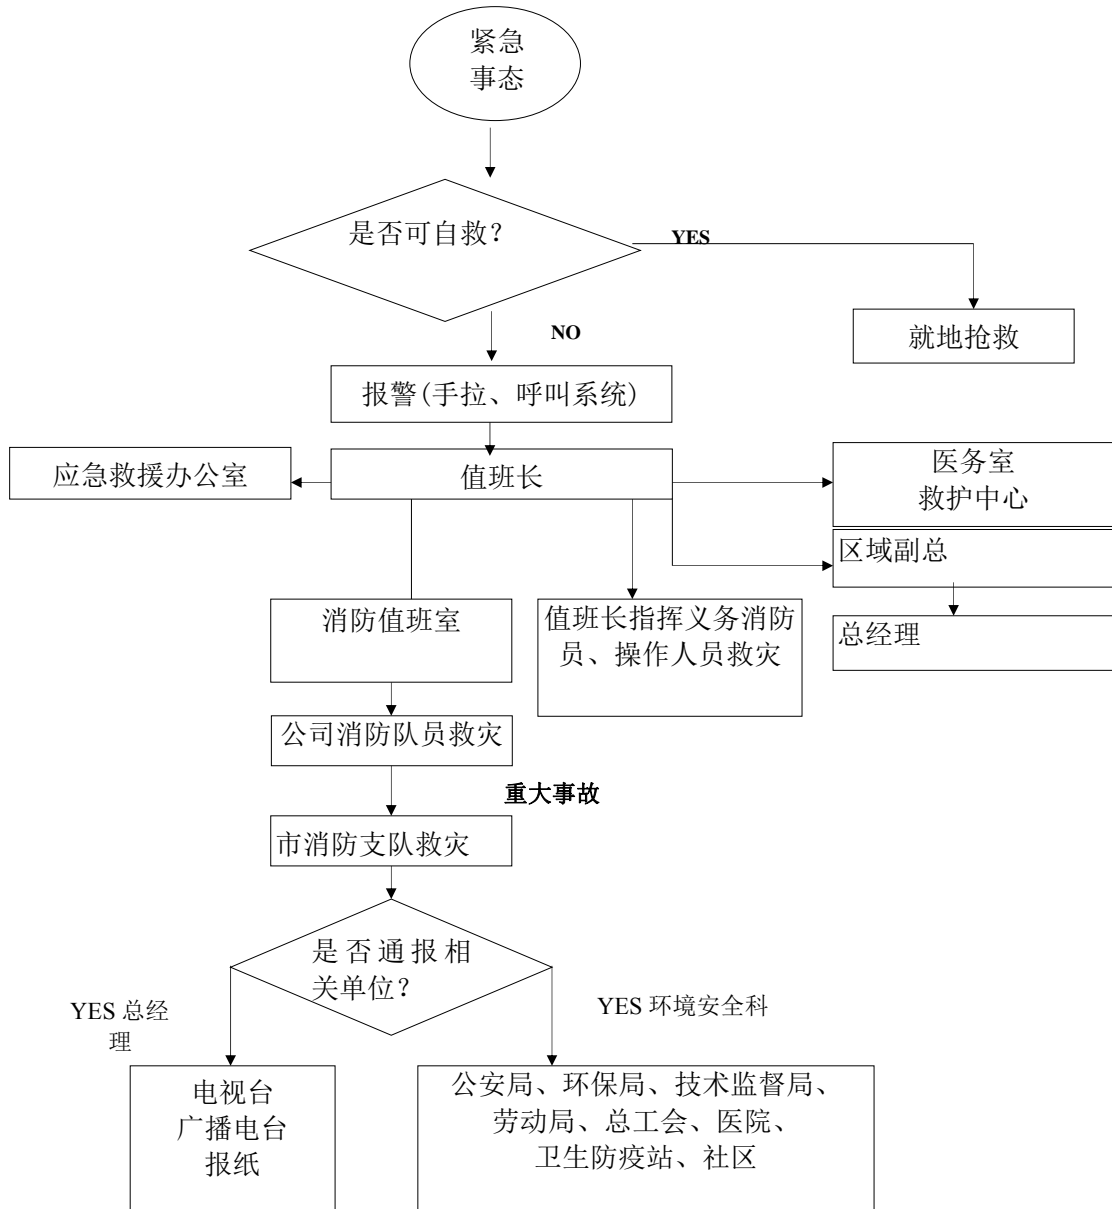 紧急
事态
是否可自救？
YES
NO
就地抢救
报警(手拉、呼叫系统)
应急救援办公室
值班长
医务室
救护中心
区域副总
总经理
消防值班室
值班长指挥义务消防
员、操作人员救灾
公司消防队员救灾
重大事故
市消防支队救灾
是否通报相
关单位？
YES 总经
理
YES 环境安全科
电视台
广播电台
报纸
公安局、环保局、技术监督局、
劳动局、总工会、医院、
卫生防疫站、社区